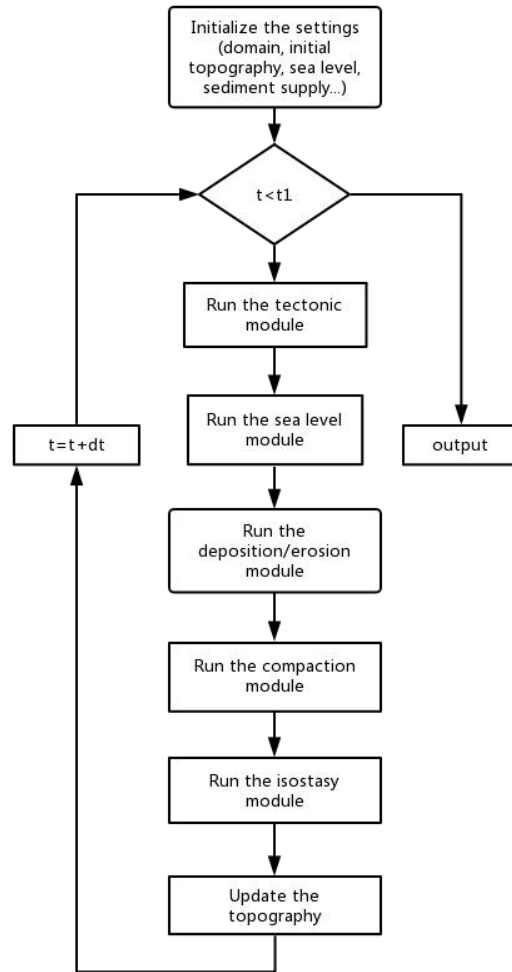 Initialize the settings
(domain, initial
topography, sea level,
sediment supply...)
t<t1
Run the tectonic
module
Run the sea level
module
t=t+dt
output
Run the
deposition/erosion
module
Run the compaction
module
Run the isostasy
module
Update the
topography